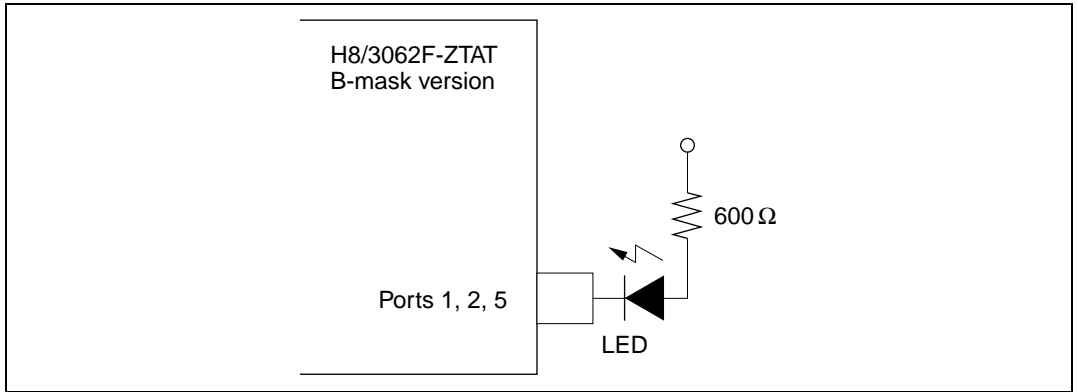 H8/3062F-ZTAT
B-mask version
600 Ω
Ports 1, 2, 5
LED